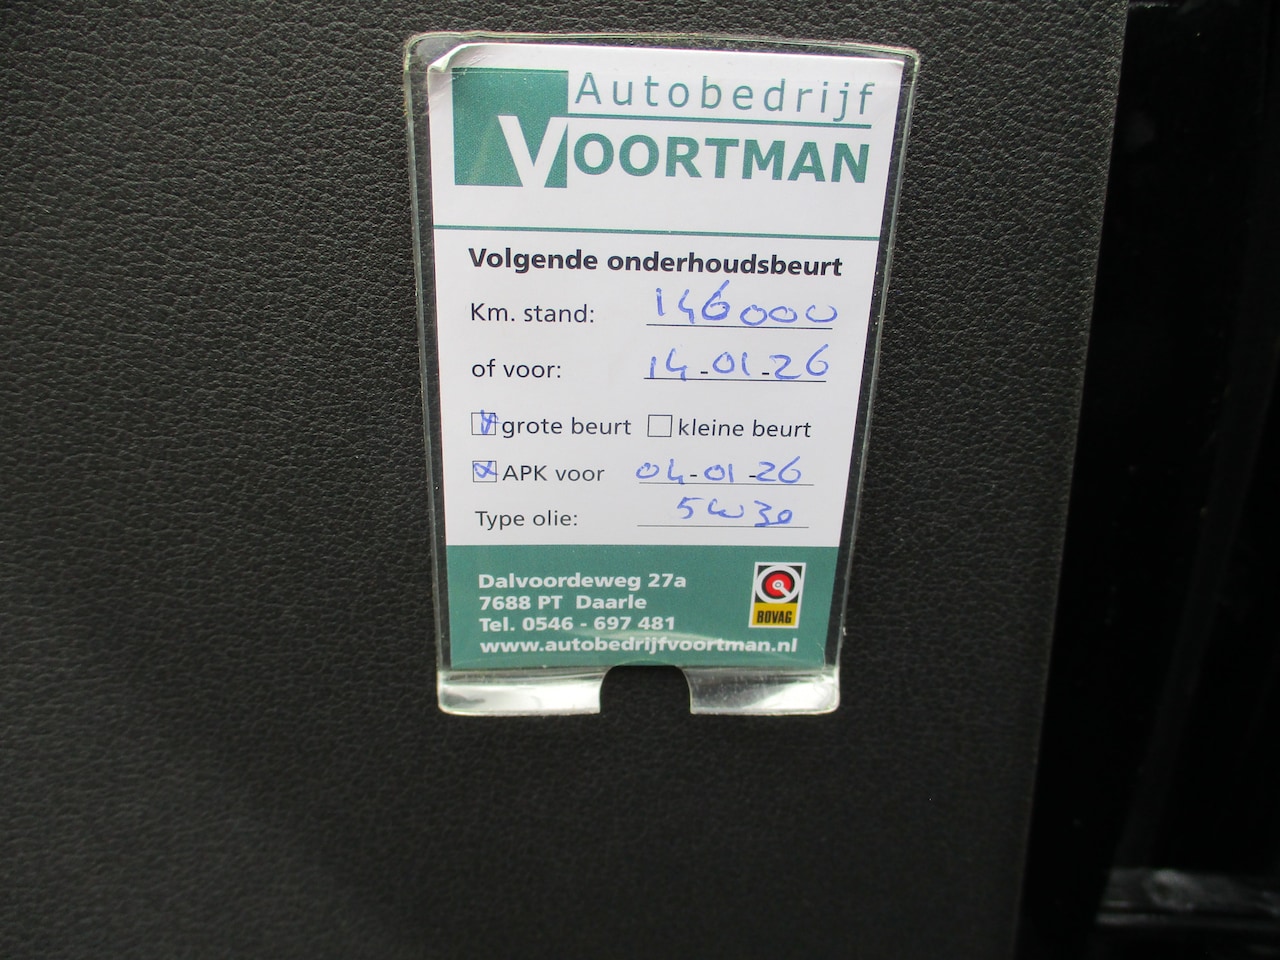 Autobedrijf
VOORTMAN
Volgende onderhoudsbeurt
Km. stand: 146000
of voor: 14-01-26
grote beurt kleine beurt
APK voor 04-01-26
Type olie: 5W30
Dalvoordeweg 27a
7688 PT Daarle
Tel. 0546 - 697 481
www.autobedrijfvoortman.nl
BOVAG